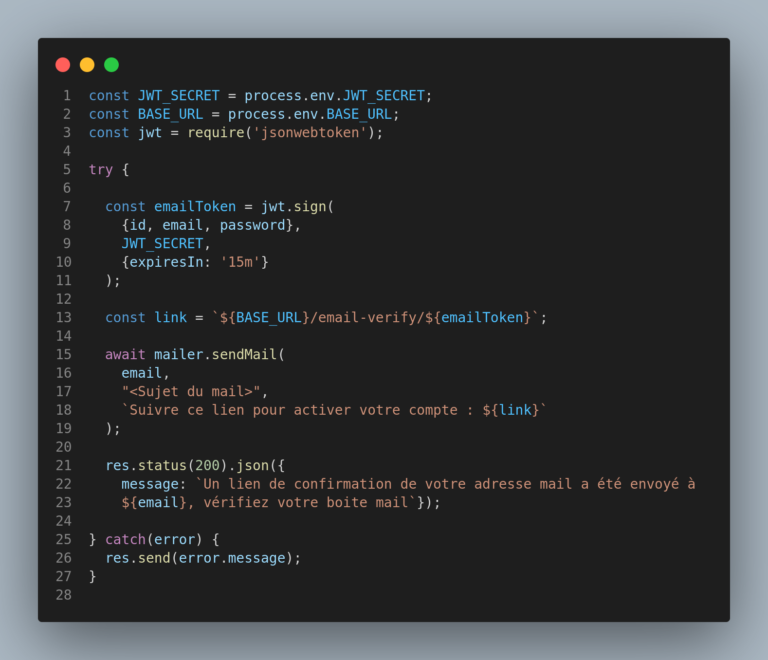 1 const JWT_SECRET = process.env.JWT_SECRET;
2 const BASE_URL = process.env.BASE_URL;
3 const jwt = require('jsonwebtoken');
4
5 try {
6
7   const emailToken = jwt.sign(
8     {id, email, password},
9     JWT_SECRET,
10     {expiresIn: '15m'}
11   );
12
13   const link = `${BASE_URL}/email-verify/${emailToken}`;
14
15   await mailer.sendMail(
16     email,
17     "<Sujet du mail>",
18     `Suivre ce lien pour activer votre compte : ${link}`
19   );
20
21   res.status(200).json({
22     message: `Un lien de confirmation de votre adresse mail a été envoyé à
23     ${email}, vérifiez votre boite mail`});
24
25 } catch(error) {
26   res.send(error.message);
27 }
28